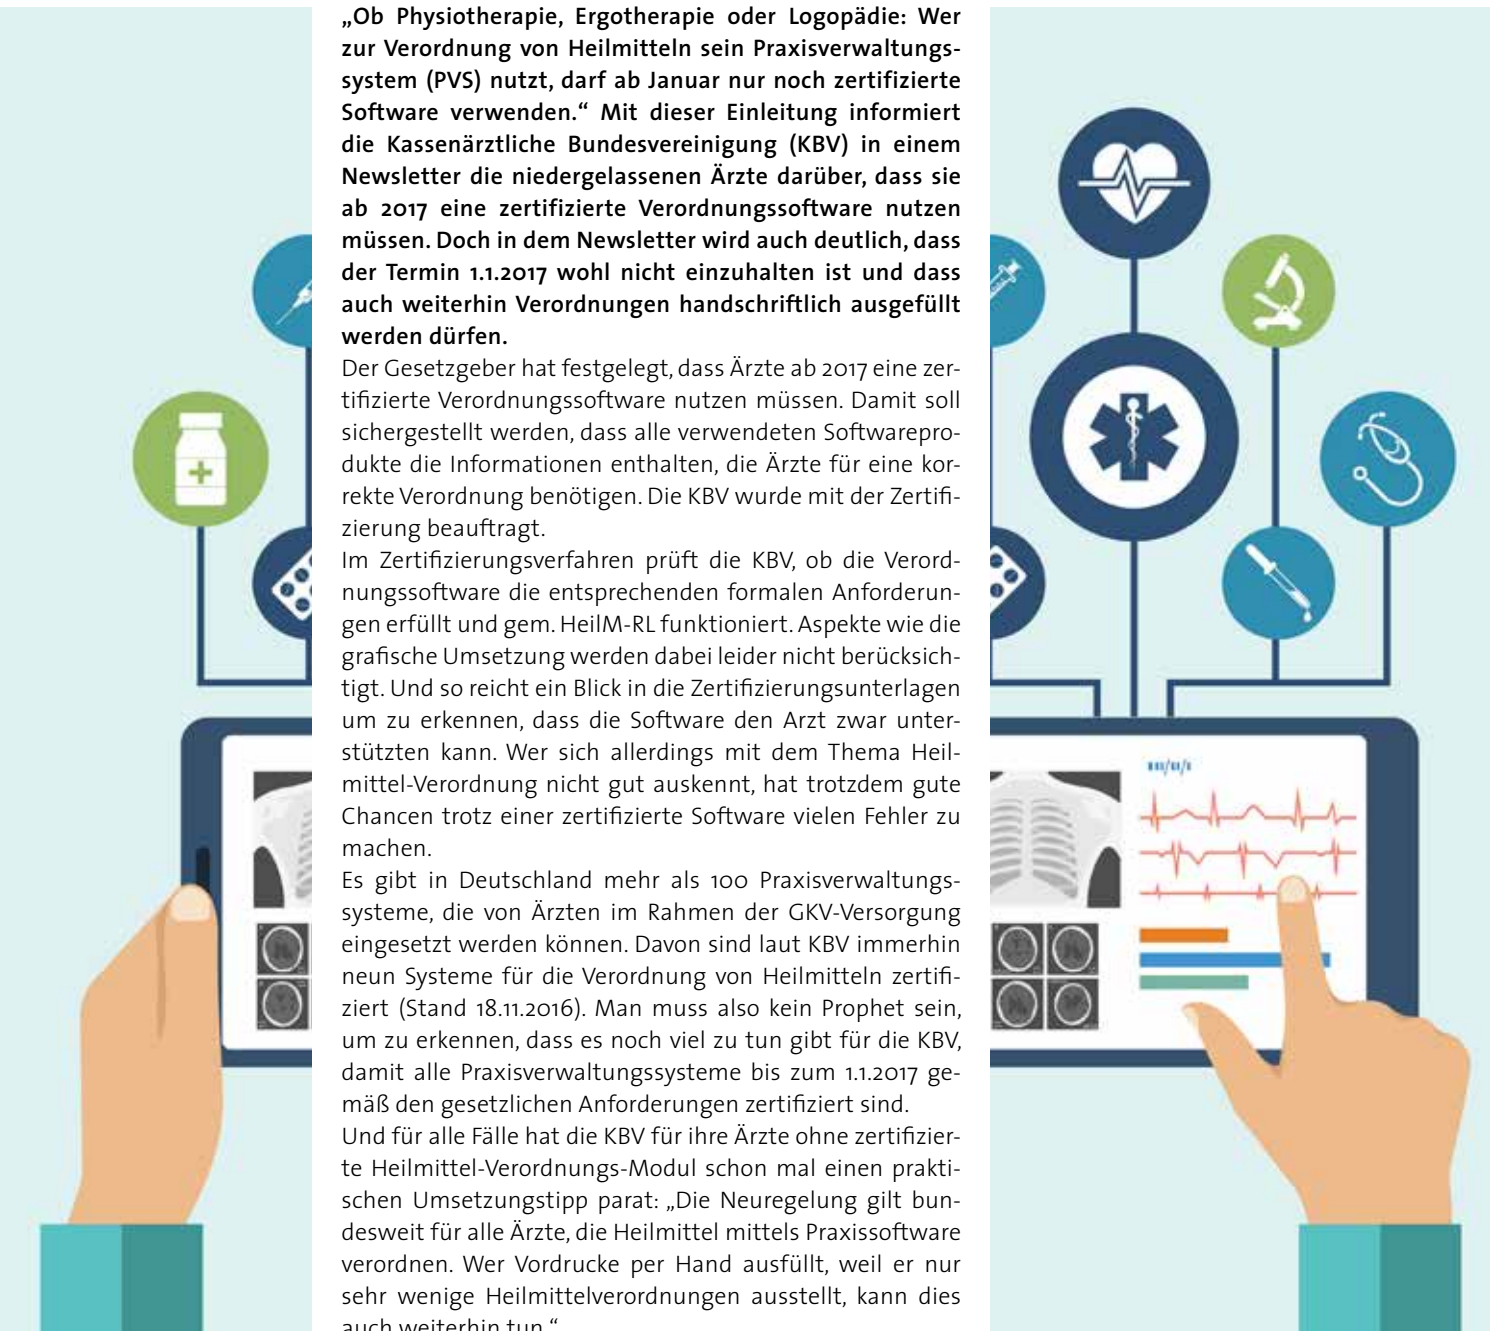 „Ob Physiotherapie, Ergotherapie oder Logopädie: Wer
zur Verordnung von Heilmitteln sein Praxisverwaltungs-
system (PVS) nutzt, darf ab Januar nur noch zertifizierte
Software verwenden.“ Mit dieser Einleitung informiert
die Kassenärztliche Bundesvereinigung (KBV) in einem
Newsletter die niedergelassenen Ärzte darüber, dass sie
ab 2017 eine zertifizierte Verordnungssoftware nutzen
müssen. Doch in dem Newsletter wird auch deutlich, dass
der Termin 1.1.2017 wohl nicht einzuhalten ist und dass
auch weiterhin Verordnungen handschriftlich ausgefüllt
werden dürfen.
Der Gesetzgeber hat festgelegt, dass Ärzte ab 2017 eine zer-
tifizierte Verordnungssoftware nutzen müssen. Damit soll
sichergestellt werden, dass alle verwendeten Softwarepro-
dukte die Informationen enthalten, die Ärzte für eine kor-
rekte Verordnung benötigen. Die KBV wurde mit der Zertifi-
zierung beauftragt.
Im Zertifizierungsverfahren prüft die KBV, ob die Verord-
nungssoftware die entsprechenden formalen Anforderun-
gen erfüllt und gem. HeilM-RL funktioniert. Aspekte wie die
grafische Umsetzung werden dabei leider nicht berücksich-
tigt. Und so reicht ein Blick in die Zertifizierungsunterlagen
um zu erkennen, dass die Software den Arzt zwar unter-
stützten kann. Wer sich allerdings mit dem Thema Heil-
mittel-Verordnung nicht gut auskennt, hat trotzdem gute
Chancen trotz einer zertifizierte Software vielen Fehler zu
machen.
Es gibt in Deutschland mehr als 100 Praxisverwaltungs-
systeme, die von Ärzten im Rahmen der GKV-Versorgung
eingesetzt werden können. Davon sind laut KBV immerhin
neun Systeme für die Verordnung von Heilmitteln zertifi-
ziert (Stand 18.11.2016). Man muss also kein Prophet sein,
um zu erkennen, dass es noch viel zu tun gibt für die KBV,
damit alle Praxisverwaltungssysteme bis zum 1.1.2017 ge-
mäß den gesetzlichen Anforderungen zertifiziert sind.
Und für alle Fälle hat die KBV für ihre Ärzte ohne zertifizier-
te Heilmittel-Verordnungs-Modul schon mal einen prakti-
schen Umsetzungstipp parat: „Die Neuregelung gilt bun-
desweit für alle Ärzte, die Heilmittel mittels Praxissoftware
verordnen. Wer Vordrucke per Hand ausfüllt, weil er nur
sehr wenige Heilmittelverordnungen ausstellt, kann dies
auch weiterhin tun.“